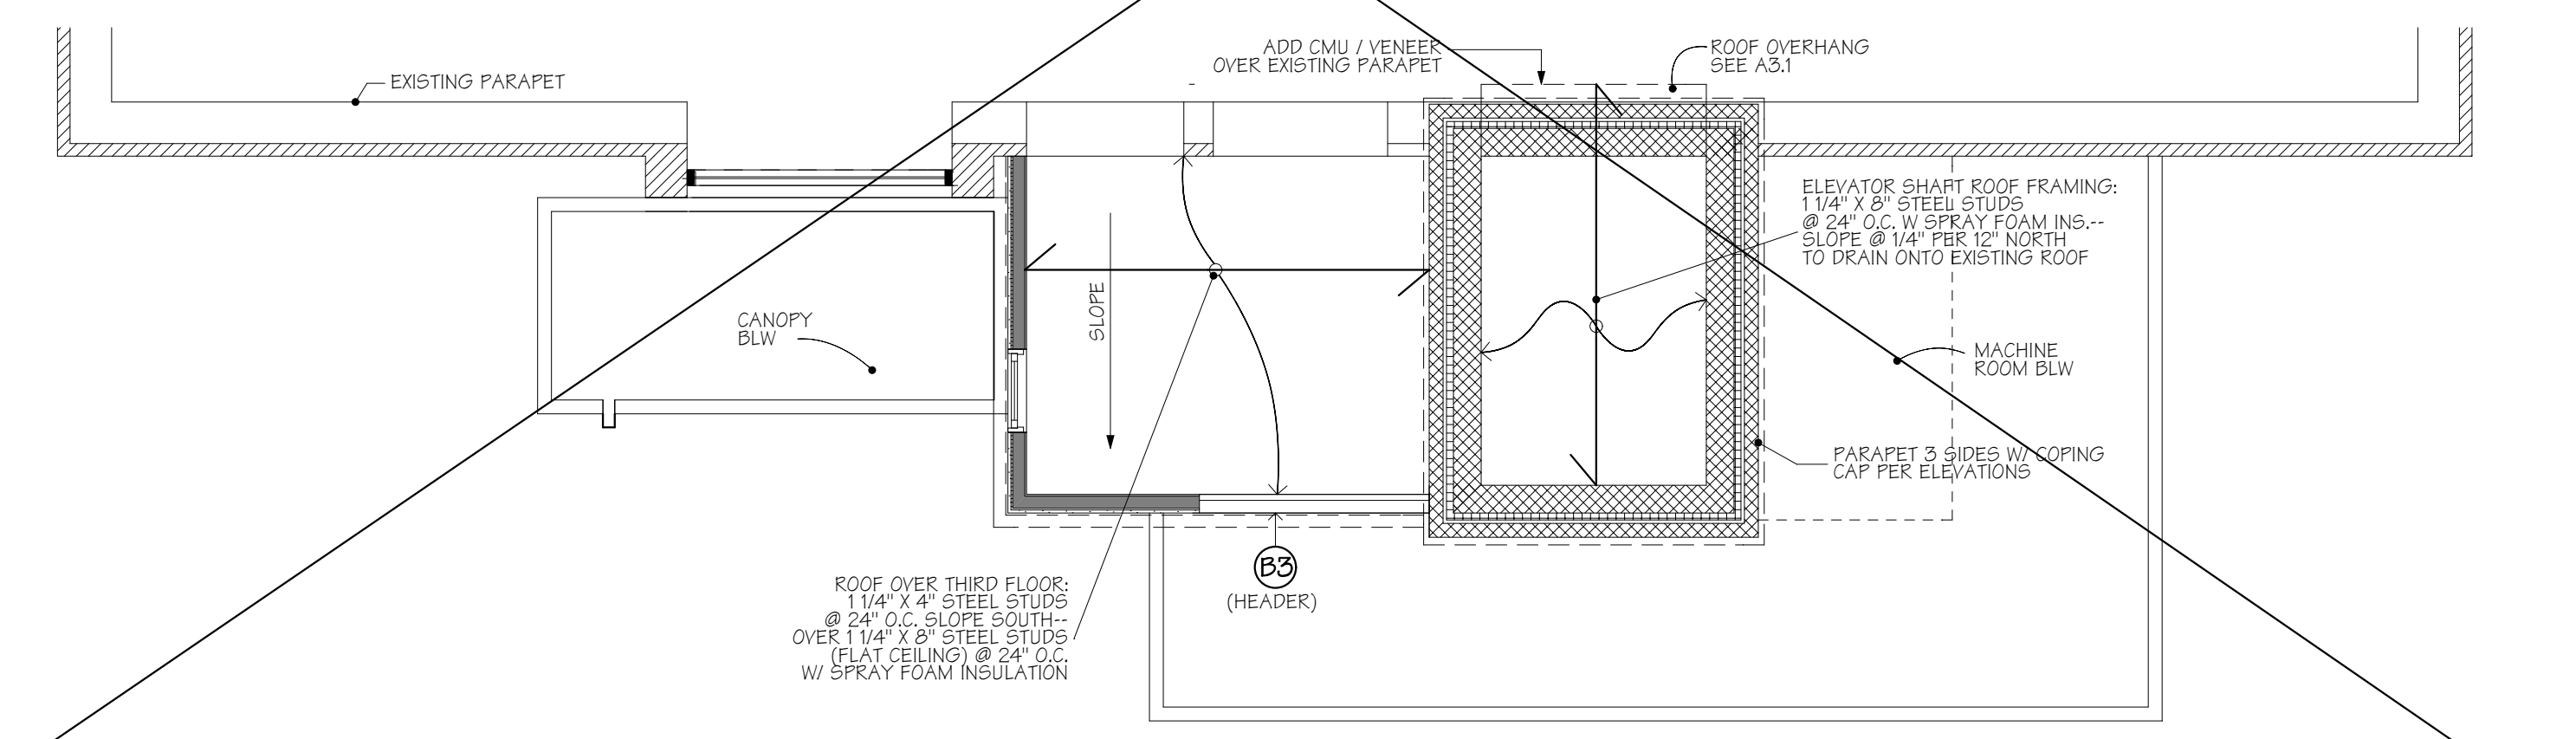 ADD CMU / VENEER
OVER EXISTING PARAPET
ROOF OVERHANG
SEE A3.1
EXISTING PARAPET
ELEVATOR SHAFT ROOF FRAMING:
1 1/4" X 8" STEEL STUDS
@ 24" O.C. W SPRAY FOAM INS.--
SLOPE @ 1/4" PER 12" NORTH
TO DRAIN ONTO EXISTING ROOF
SLOPE
CANOPY
BLW
MACHINE
ROOM BLW
PARAPET 3 SIDES W/ COPING
CAP PER ELEVATIONS
B3
(HEADER)
ROOF OVER THIRD FLOOR:
1 1/4" X 4" STEEL STUDS
@ 24" O.C. SLOPE SOUTH--
OVER 1 1/4" X 8" STEEL STUDS
(FLAT CEILING) @ 24" O.C.
W/ SPRAY FOAM INSULATION